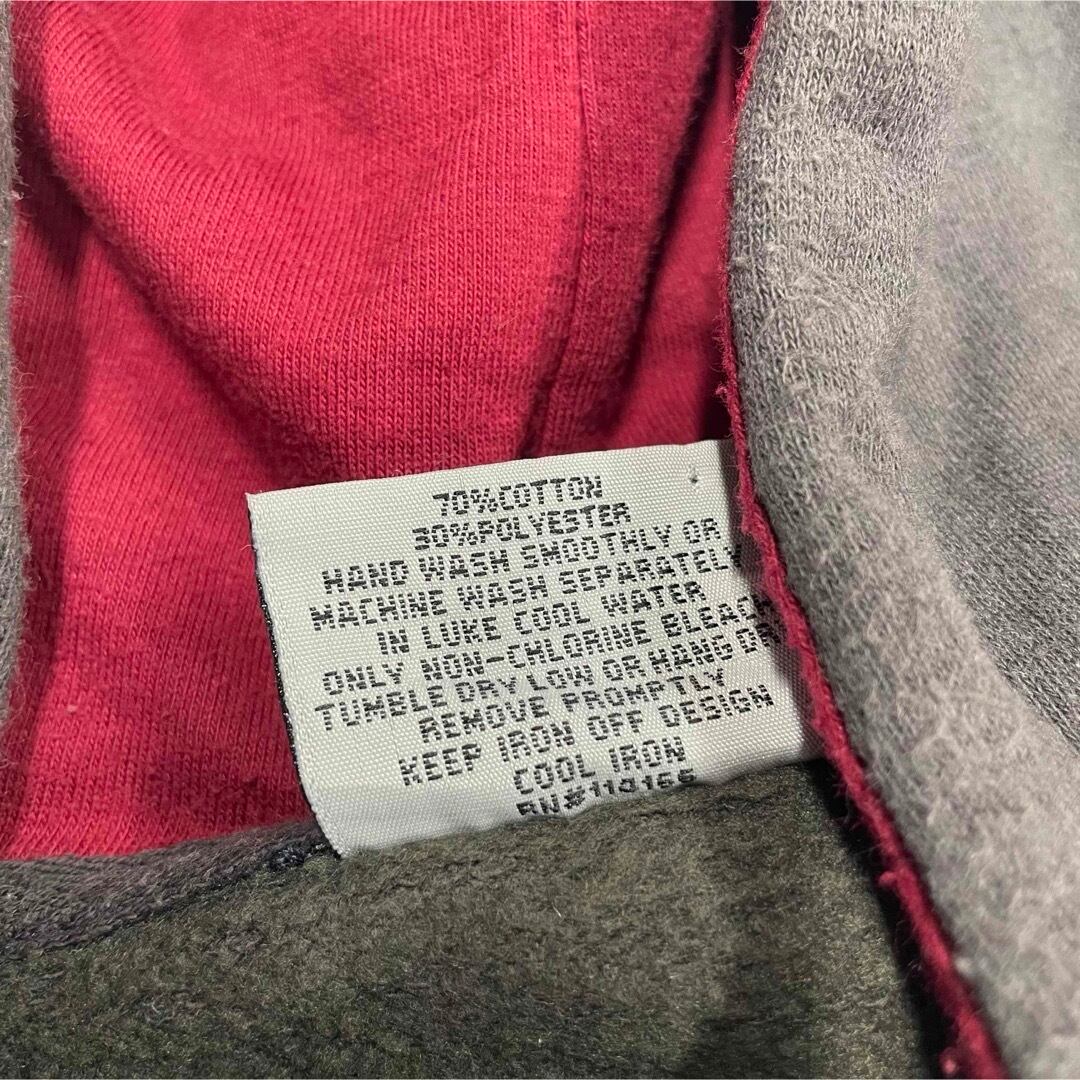 70%COTTON
30%POLYESTER
HAND WASH SMOOTHLY OR
MACHINE WASH SEPARATELY
IN LUKE COOL WATER
ONLY NON-CHLORINE BLEACH
TUMBLE DRY LOW OR HANG DR
REMOVE PROMPTLY
KEEP IRON OFF DESIGN
COOL IRON